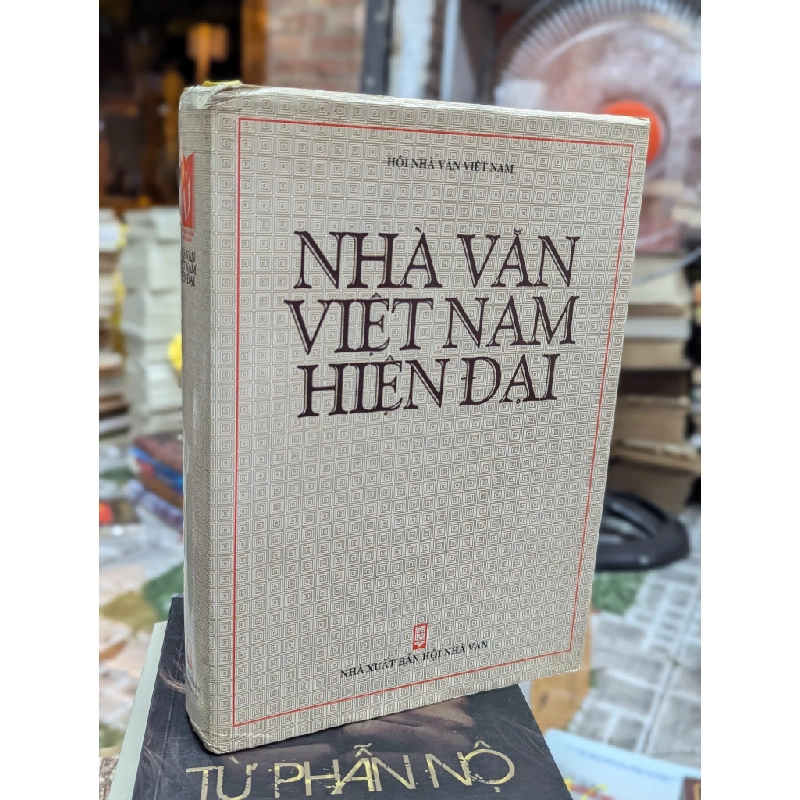 HỘI NHÀ VĂN VIỆT NAM
NHÀ VĂN
VIỆT NAM
HIỆN ĐẠI
NHÀ XUẤT BẢN HỘI NHÀ VĂN
TỪ PHẪN NỘ